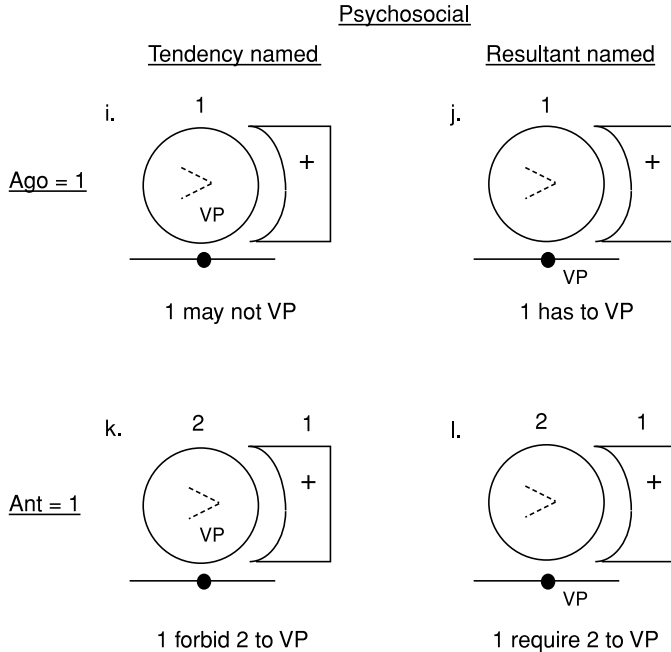 Psychosocial
Tendency named Resultant named
i. 1 j. 1
+ +
Ago = 1
VP
VP
1 may not VP 1 has to VP
k. 2 1 l. 2 1
+ +
Ant = 1
VP
VP
1 forbid 2 to VP 1 require 2 to VP